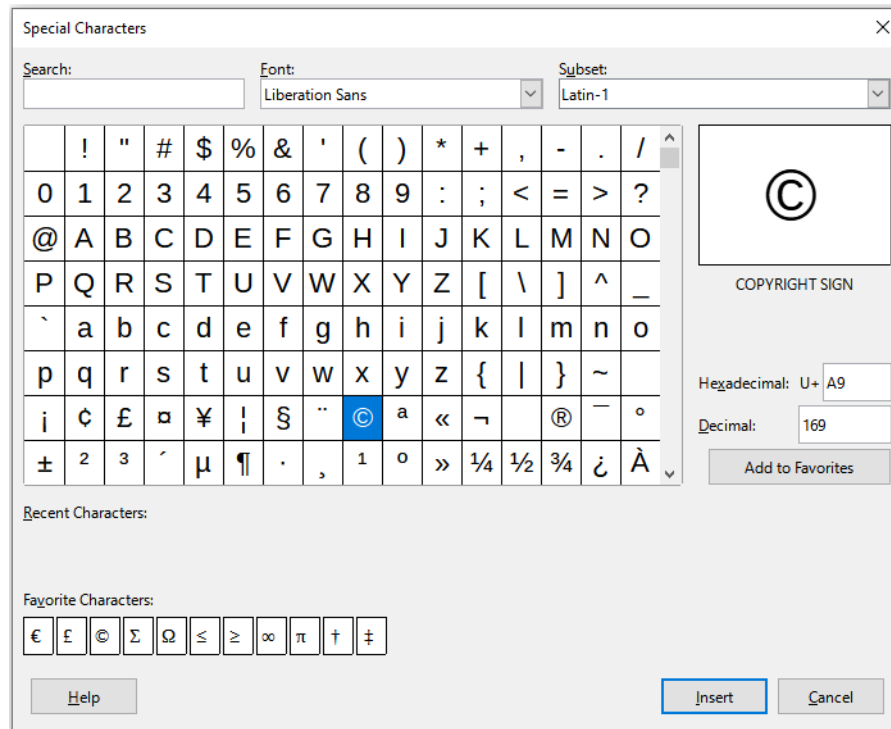 Special Characters
Search:
Font:
Subset:
Liberation Sans
Latin-1
! " # $ % & ' ( ) * + , - . /
0 1 2 3 4 5 6 7 8 9 : ; < = > ?
@ A B C D E F G H I J K L M N O
P Q R S T U V W X Y Z [ \ ] ^ _
` a b c d e f g h i j k l m n o
p q r s t u v w x y z { | } ~
¡ ¢ £ ¤ ¥ ¦ § ¨ © ª « ¬ ® ¯ °
± ² ³ ´ µ ¶ · ¸ ¹ º » ¼ ½ ¾ ¿ À
©
COPYRIGHT SIGN
Hexadecimal: U+ A9
Decimal: 169
Add to Favorites
Recent Characters:
Favorite Characters:
€ £ © Σ Ω ≤ ≥ ∞ π † ‡
Help
Insert
Cancel